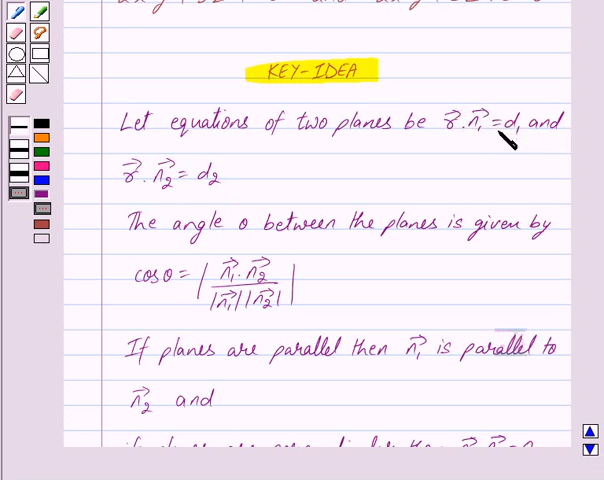 KEY-IDEA
Let equations of two planes be r⃗.n⃗₁=d₁ and
r⃗.n⃗₂=d₂
The angle θ between the planes is given by
cosθ = | n⃗₁.n⃗₂ / |n⃗₁||n⃗₂| |
If planes are parallel then n⃗₁ is parallel to
n⃗₂ and